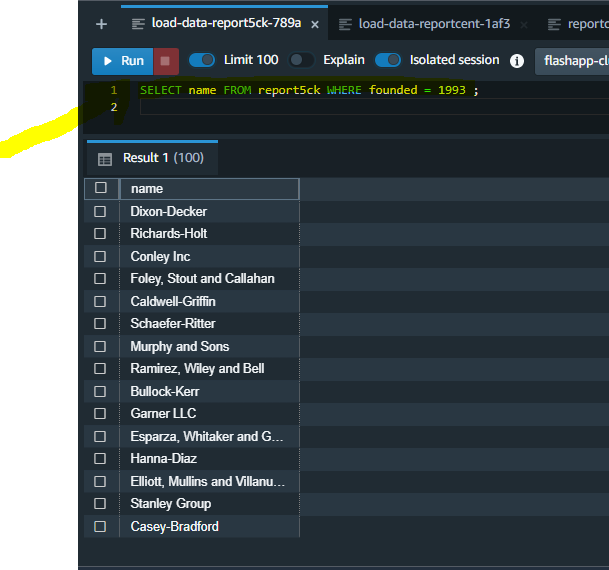 + load-data-report5ck-789a × load-data-reportcent-1af3 × reportc
Run Limit 100 Explain Isolated session i flashapp-cl
1 SELECT name FROM report5ck WHERE founded = 1993 ;
2
Result 1 (100)
name
Dixon-Decker
Richards-Holt
Conley Inc
Foley, Stout and Callahan
Caldwell-Griffin
Schaefer-Ritter
Murphy and Sons
Ramirez, Wiley and Bell
Bullock-Kerr
Garner LLC
Esparza, Whitaker and G...
Hanna-Diaz
Elliott, Mullins and Villanu...
Stanley Group
Casey-Bradford